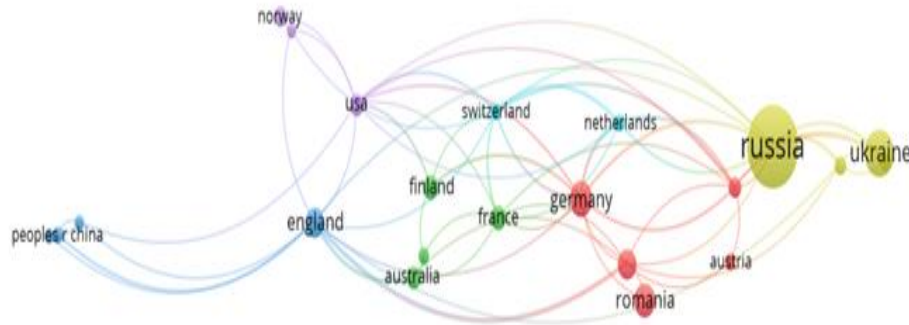 norway
usa
switzerland
netherlands
russia
ukraine
finland
germany
france
england
peoples r china
australia
austria
romania